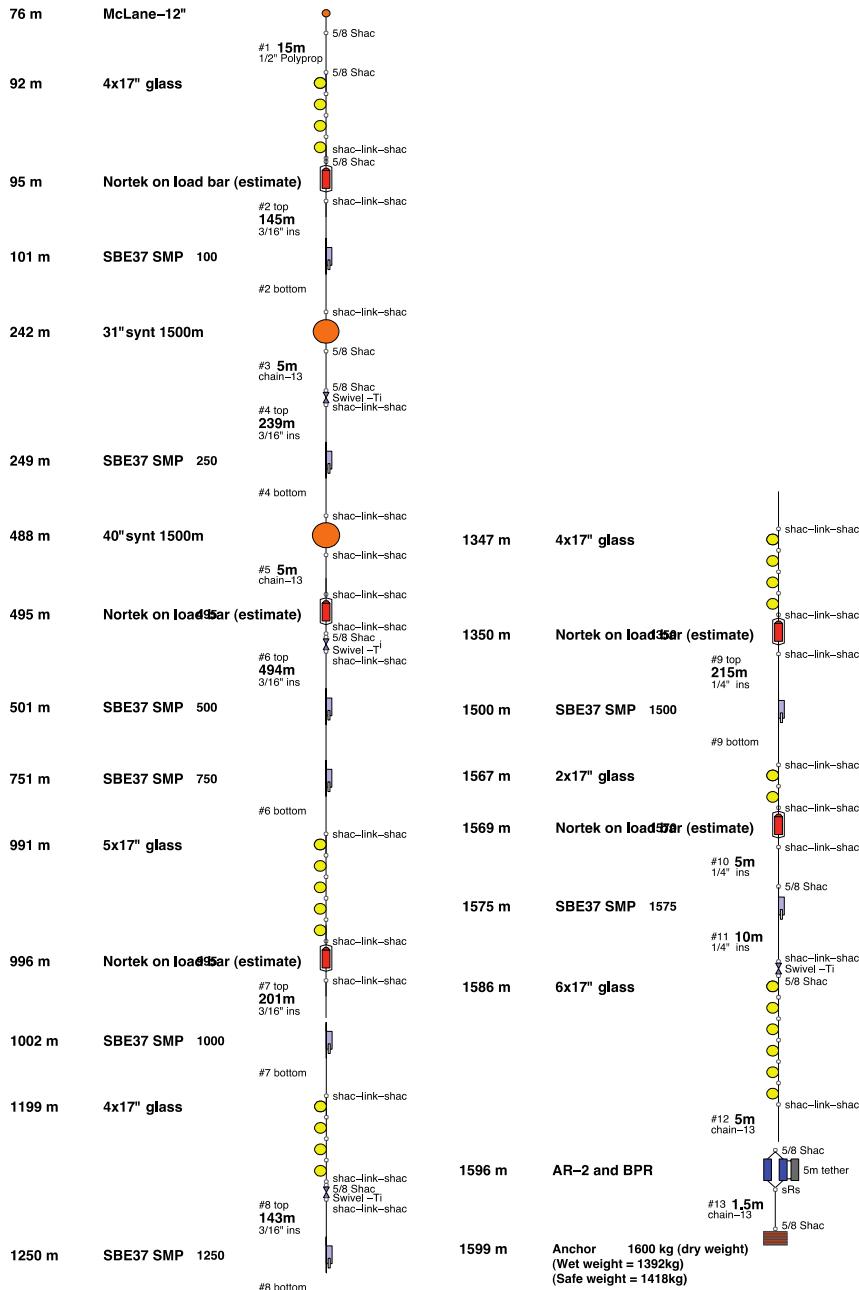 76 m McLane–12"
5/8 Shac
#1 15m
1/2" Polyprop
5/8 Shac
92 m 4x17" glass
shac–link–shac
5/8 Shac
95 m Nortek on load bar (estimate)
shac–link–shac
#2 top
145m
3/16" ins
101 m SBE37 SMP 100
#2 bottom
shac–link–shac
242 m 31"synt 1500m
5/8 Shac
#3 5m
chain–13
5/8 Shac
Swivel –Ti
shac–link–shac
#4 top
239m
3/16" ins
249 m SBE37 SMP 250
#4 bottom
shac–link–shac
488 m 40"synt 1500m
shac–link–shac
#5 5m
chain–13
shac–link–shac
495 m Nortek on load bar (estimate) 495
shac–link–shac
5/8 Shac
Swivel –Ti
shac–link–shac
#6 top
494m
3/16" ins
501 m SBE37 SMP 500
751 m SBE37 SMP 750
#6 bottom
shac–link–shac
991 m 5x17" glass
shac–link–shac
996 m Nortek on load bar (estimate) 995
shac–link–shac
#7 top
201m
3/16" ins
1002 m SBE37 SMP 1000
#7 bottom
shac–link–shac
1199 m 4x17" glass
shac–link–shac
5/8 Shac
Swivel –Ti
shac–link–shac
#8 top
143m
3/16" ins
1250 m SBE37 SMP 1250
#8 bottom
shac–link–shac
1347 m 4x17" glass
shac–link–shac
1350 m Nortek on load bar (estimate) 1350
shac–link–shac
#9 top
215m
1/4" ins
1500 m SBE37 SMP 1500
#9 bottom
shac–link–shac
1567 m 2x17" glass
shac–link–shac
1569 m Nortek on load bar (estimate) 1570
shac–link–shac
#10 5m
1/4" ins
5/8 Shac
1575 m SBE37 SMP 1575
#11 10m
1/4" ins
shac–link–shac
Swivel –Ti
5/8 Shac
1586 m 6x17" glass
shac–link–shac
#12 5m
chain–13
5/8 Shac
1596 m AR–2 and BPR 5m tether
sRs
#13 1.5m
chain–13
5/8 Shac
1599 m Anchor 1600 kg (dry weight)
(Wet weight = 1392kg)
(Safe weight = 1418kg)